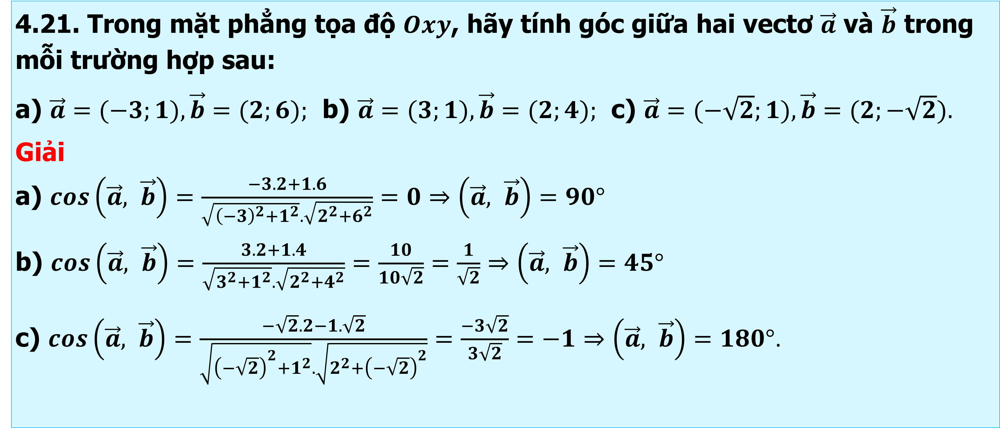 4.21. Trong mặt phẳng tọa độ $Oxy$, hãy tính góc giữa hai vectơ $\vec{a}$ và $\vec{b}$ trong
mỗi trường hợp sau:
a) $\vec{a} = (-3; 1), \vec{b} = (2; 6)$; b) $\vec{a} = (3; 1), \vec{b} = (2; 4)$; c) $\vec{a} = (-\sqrt{2}; 1), \vec{b} = (2; -\sqrt{2})$.
Giải
a) $cos\left(\vec{a}, \vec{b}\right) = \frac{-3.2+1.6}{\sqrt{(-3)^2+1^2}.\sqrt{2^2+6^2}} = 0 \Rightarrow \left(\vec{a}, \vec{b}\right) = 90°$
b) $cos\left(\vec{a}, \vec{b}\right) = \frac{3.2+1.4}{\sqrt{3^2+1^2}.\sqrt{2^2+4^2}} = \frac{10}{10\sqrt{2}} = \frac{1}{\sqrt{2}} \Rightarrow \left(\vec{a}, \vec{b}\right) = 45°$
c) $cos\left(\vec{a}, \vec{b}\right) = \frac{-\sqrt{2}.2-1.\sqrt{2}}{\sqrt{\left(-\sqrt{2}\right)^2+1^2}.\sqrt{2^2+\left(-\sqrt{2}\right)^2}} = \frac{-3\sqrt{2}}{3\sqrt{2}} = -1 \Rightarrow \left(\vec{a}, \vec{b}\right) = 180°.$